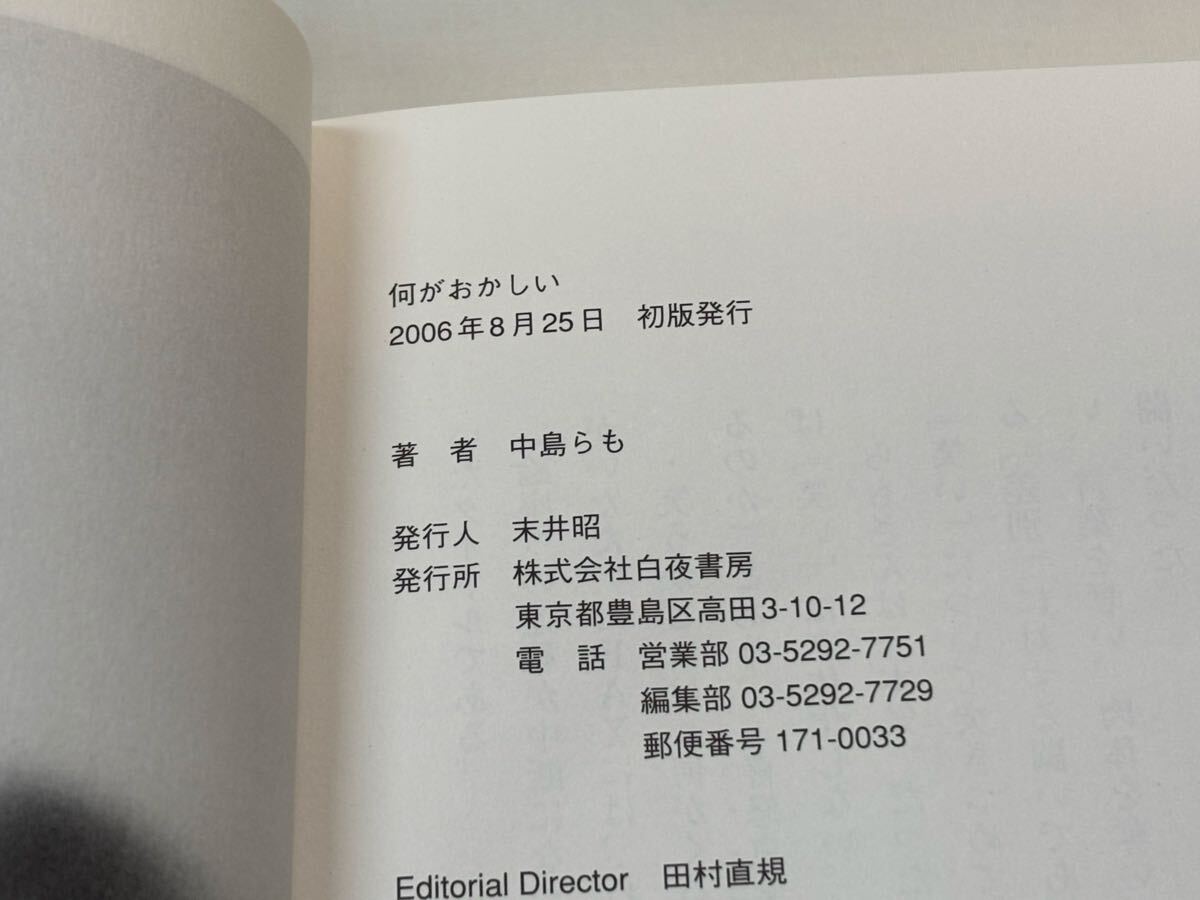 何がおかしい
2006年8月25日　初版発行
著　者　中島らも
発行人　末井昭
発行所　株式会社白夜書房
東京都豊島区高田3-10-12
電　話　営業部 03-5292-7751
編集部 03-5292-7729
郵便番号 171-0033
Editorial Director　田村直規